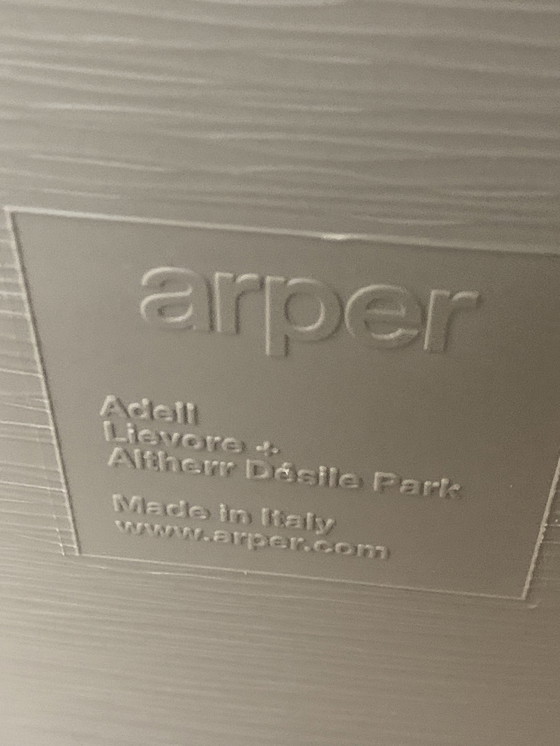 arper
Adell
Lievore +
Altherr Désile Park
Made in Italy
www.arper.com